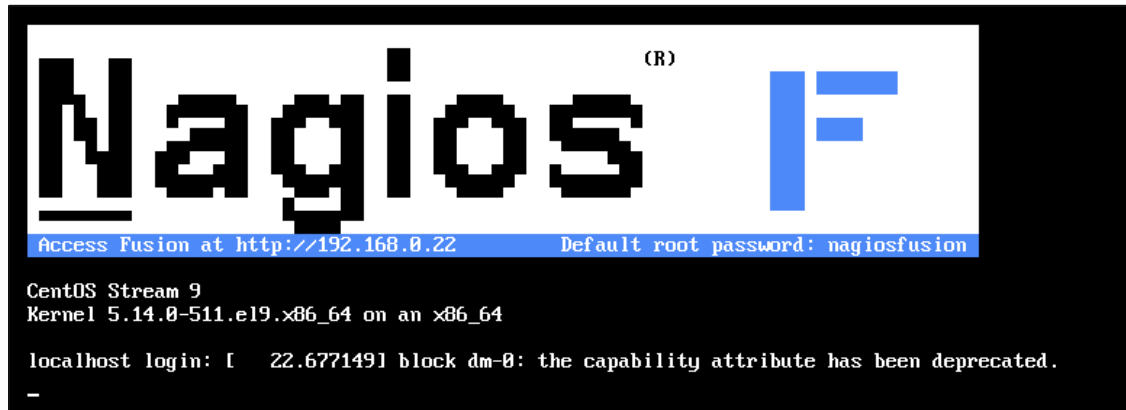 Nagios (R) F
Access Fusion at http://192.168.0.22 Default root password: nagiosfusion
CentOS Stream 9
Kernel 5.14.0-511.el9.x86_64 on an x86_64
localhost login: [   22.677149] block dm-0: the capability attribute has been deprecated.